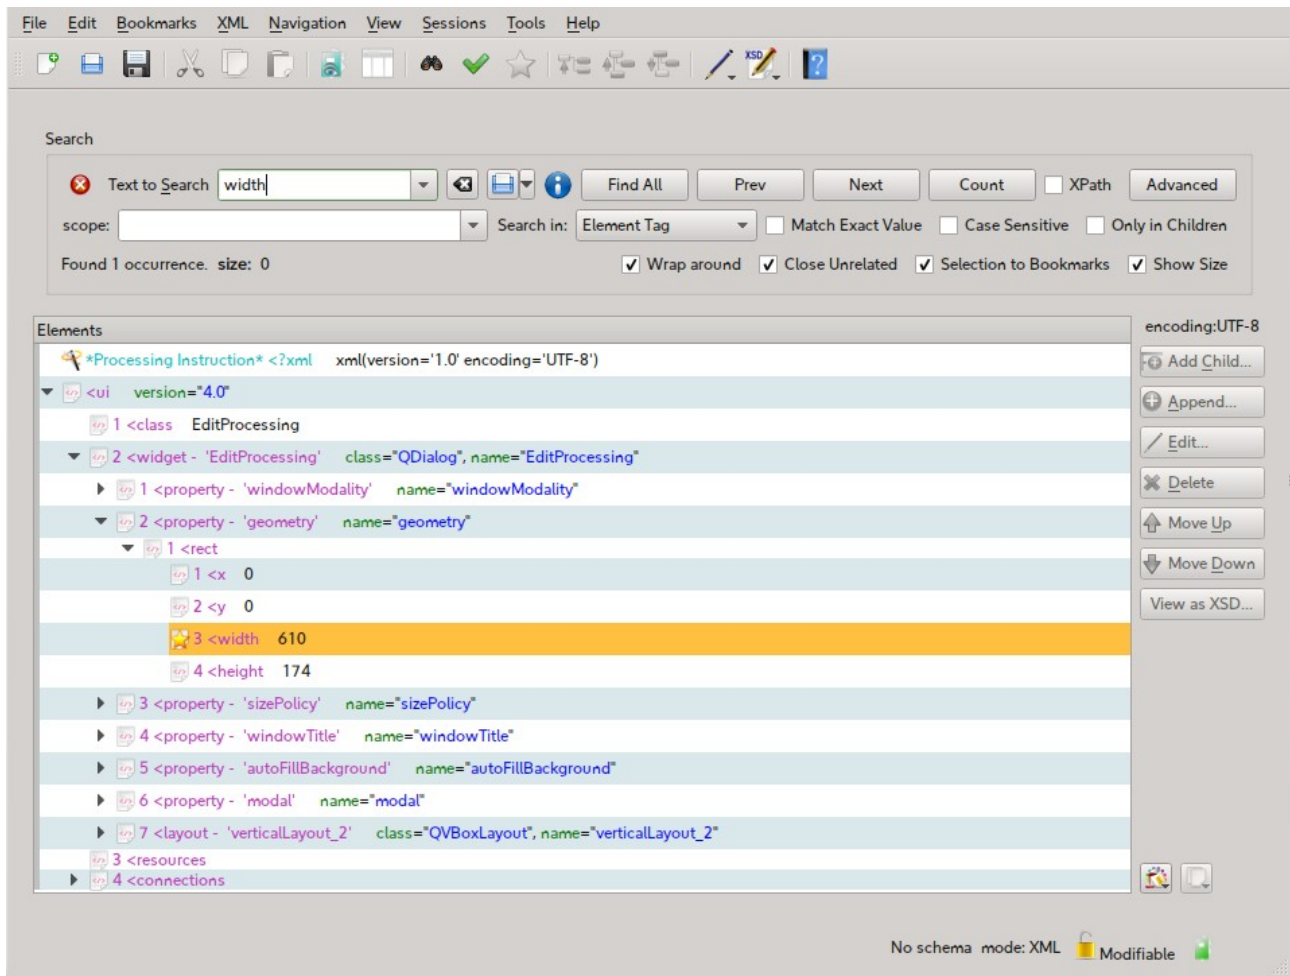 File Edit Bookmarks XML Navigation View Sessions Tools Help
XSD ?
Search
Text to Search width Find All Prev Next Count XPath Advanced
scope: Search in: Element Tag Match Exact Value Case Sensitive Only in Children
Found 1 occurrence. size: 0 Wrap around Close Unrelated Selection to Bookmarks Show Size
Elements
encoding:UTF-8
*Processing Instruction* <?xml xml(version='1.0' encoding='UTF-8')
<ui version="4.0"
1 <class EditProcessing
2 <widget - 'EditProcessing' class="QDialog", name="EditProcessing"
1 <property - 'windowModality' name="windowModality"
2 <property - 'geometry' name="geometry"
1 <rect
1 <x 0
2 <y 0
3 <width 610
4 <height 174
3 <property - 'sizePolicy' name="sizePolicy"
4 <property - 'windowTitle' name="windowTitle"
5 <property - 'autoFillBackground' name="autoFillBackground"
6 <property - 'modal' name="modal"
7 <layout - 'verticalLayout_2' class="QVBoxLayout", name="verticalLayout_2"
3 <resources
4 <connections
Add Child...
Append...
Edit...
Delete
Move Up
Move Down
View as XSD...
No schema mode: XML Modifiable